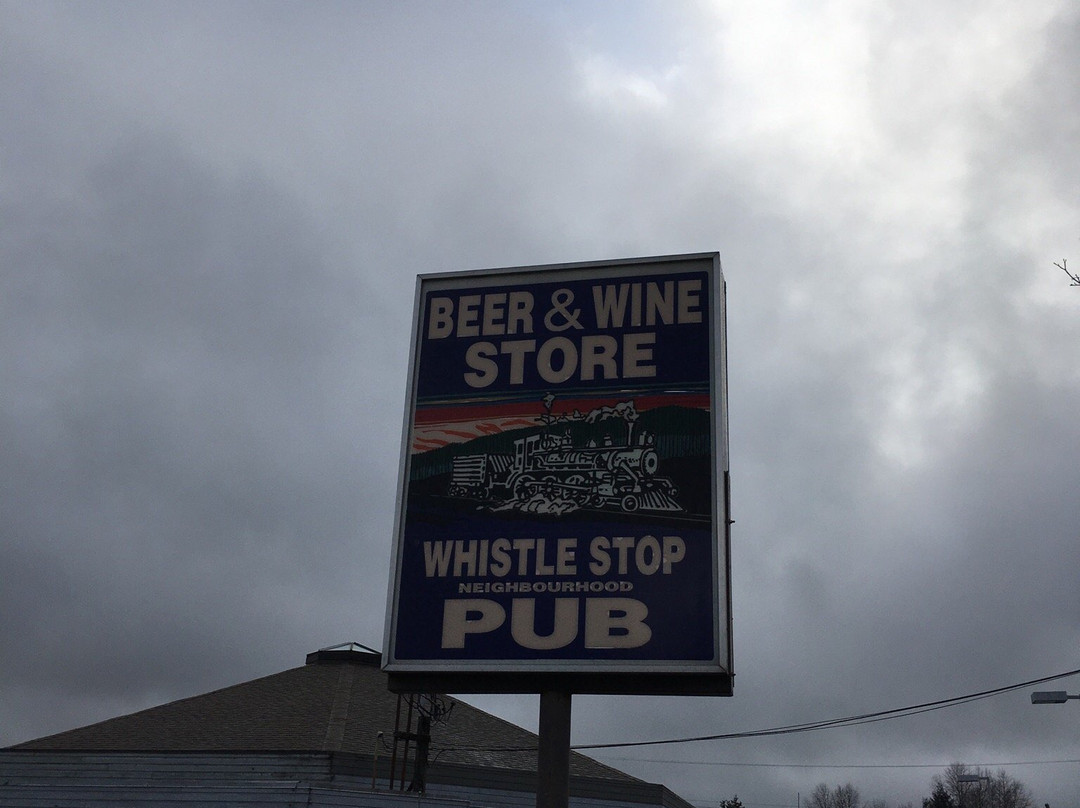 BEER & WINE
STORE
WHISTLE STOP
NEIGHBOURHOOD
PUB